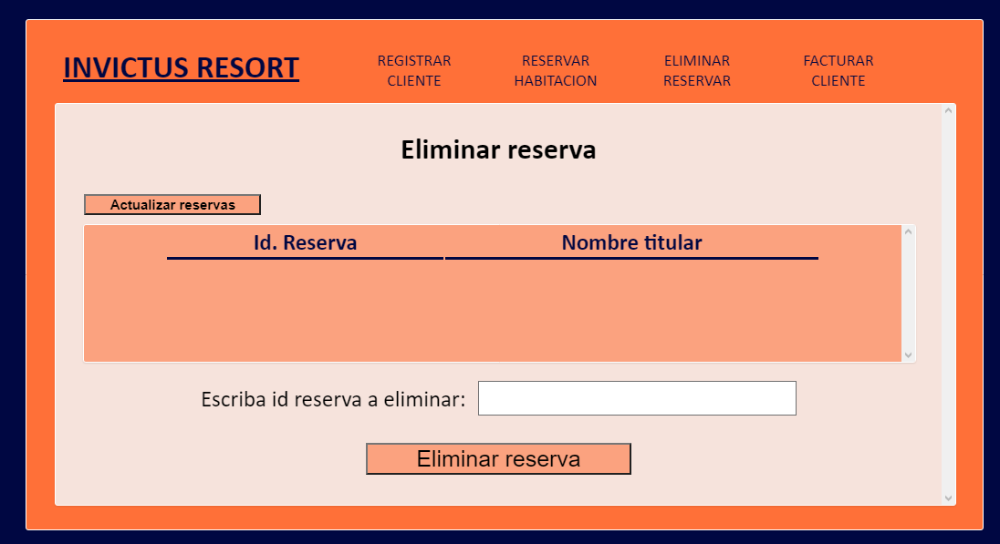 INVICTUS RESORT
REGISTRAR
CLIENTE
RESERVAR
HABITACION
ELIMINAR
RESERVAR
FACTURAR
CLIENTE
Eliminar reserva
Actualizar reservas
Id. Reserva Nombre titular
Escriba id reserva a eliminar:
Eliminar reserva